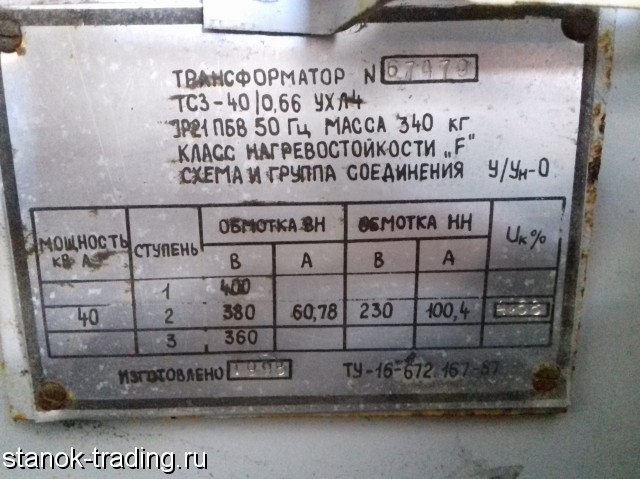 ТРАНСФОРМАТОР N 67479
ТСЗ-40/0,66 УХЛ4
IP21 ПБВ 50 Гц МАССА 340 кг
КЛАСС НАГРЕВОСТОЙКОСТИ „F"
СХЕМА И ГРУППА СОЕДИНЕНИЯ У/Ун-0
МОЩНОСТЬ кВ А СТУПЕНЬ ОБМОТКА ВН ОБМОТКА НН Uк%
В А В А
1 400
40 2 380 60,78 230 100,4
3 360
ИЗГОТОВЛЕНО ТУ-16-672 167-87
stanok-trading.ru